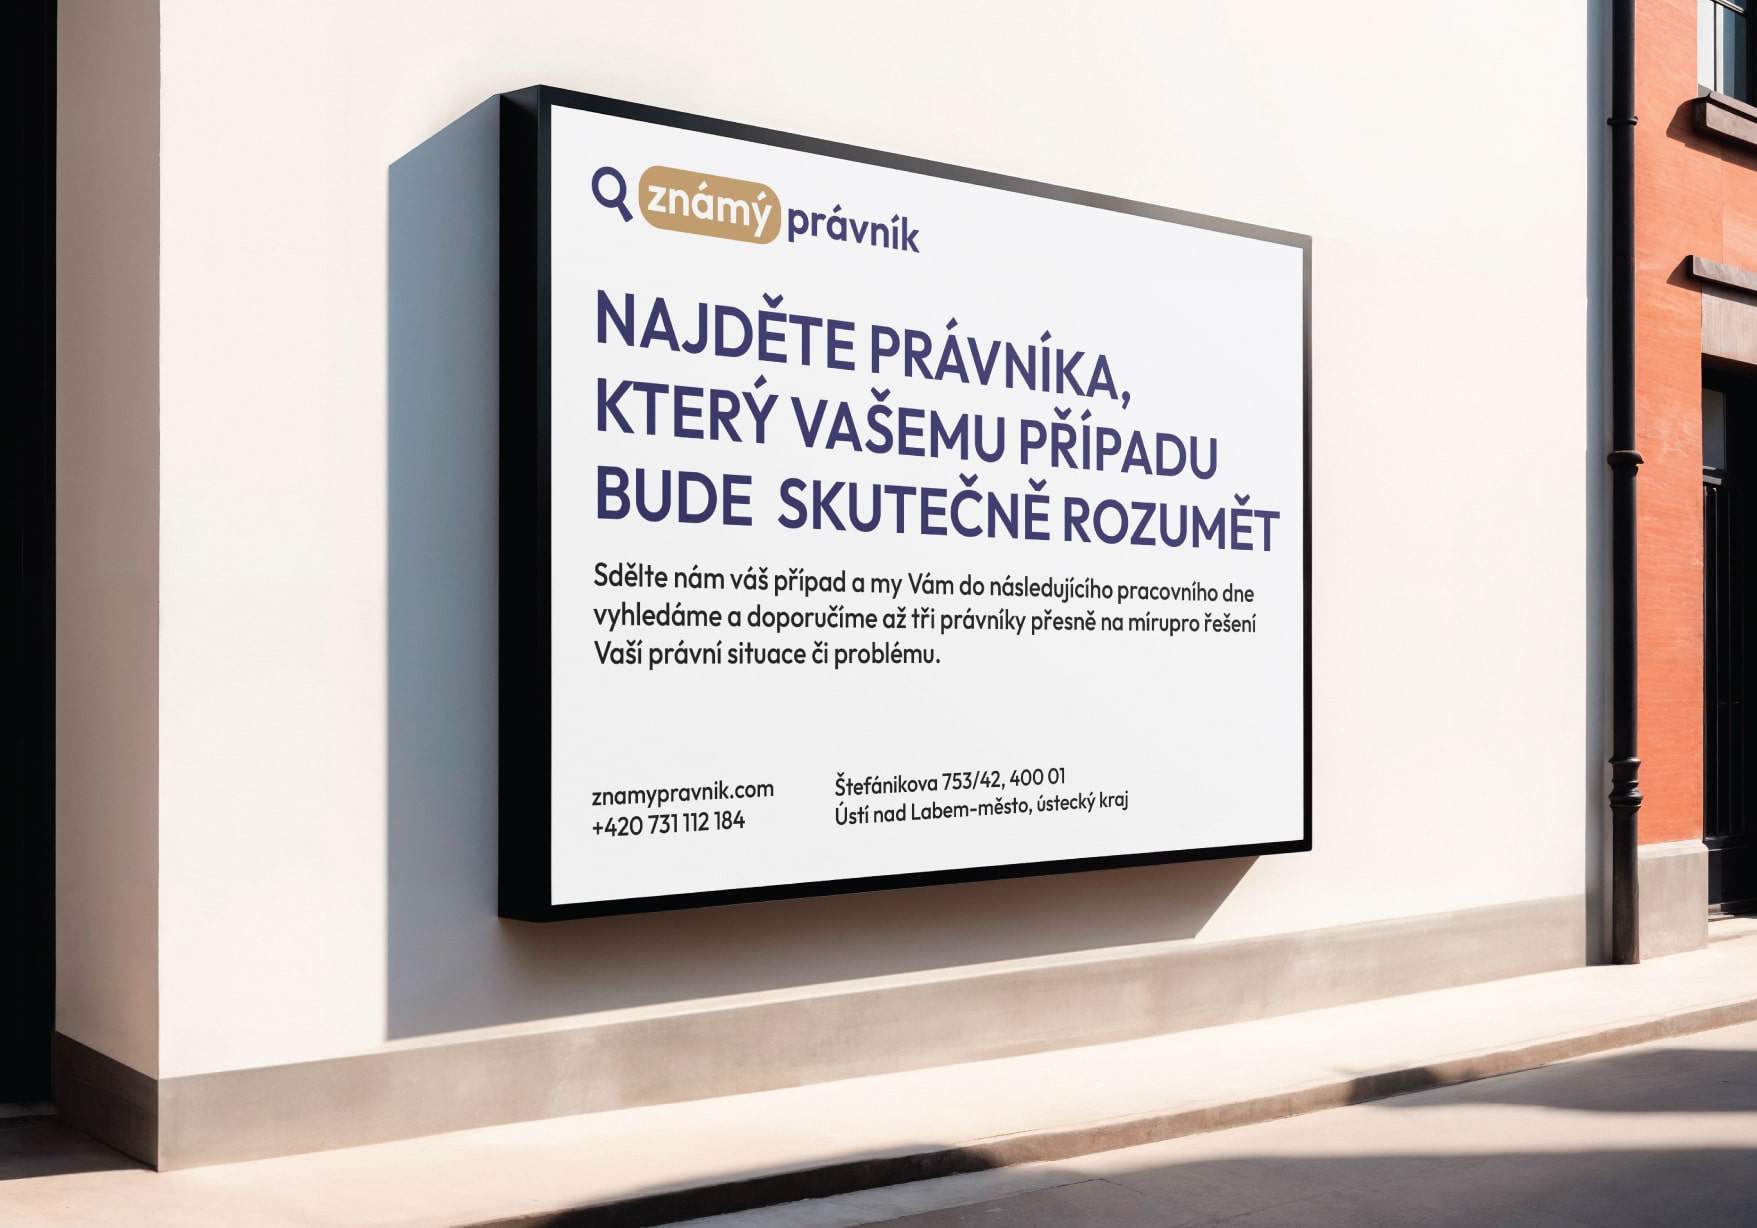 známý právník
NAJDĚTE PRÁVNÍKA,
KTERÝ VAŠEMU PŘÍPADU
BUDE SKUTEČNĚ ROZUMĚT
Sdělte nám váš případ a my Vám do následujícího pracovního dne
vyhledáme a doporučíme až tři právníky přesně na mírupro řešení
Vaší právní situace či problému.
znamypravnik.com
+420 731 112 184
Štefánikova 753/42, 400 01
Ústí nad Labem-město, ústecký kraj